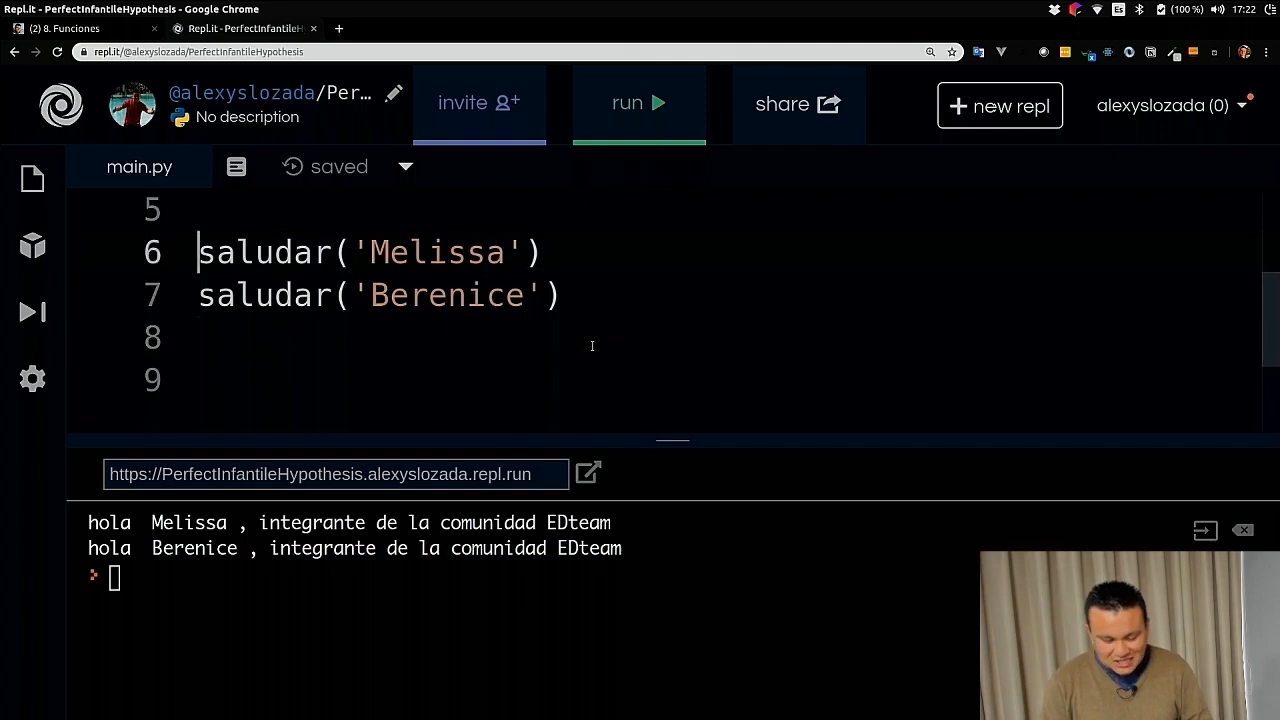 Repl.it - PerfectInfantileHypothesis - Google Chrome
Es
(100 %)
17:22
(2) 8. Funciones
Repl.it - PerfectInfantileH
repl.it/@alexyslozada/PerfectInfantileHypothesis
@alexyslozada/Per...
No description
invite
run
share
+ new repl
alexyslozada (0)
main.py
saved
5
6 saludar('Melissa')
7 saludar('Berenice')
8
9
https://PerfectInfantileHypothesis.alexyslozada.repl.run
hola  Melissa , integrante de la comunidad EDteam
hola  Berenice , integrante de la comunidad EDteam